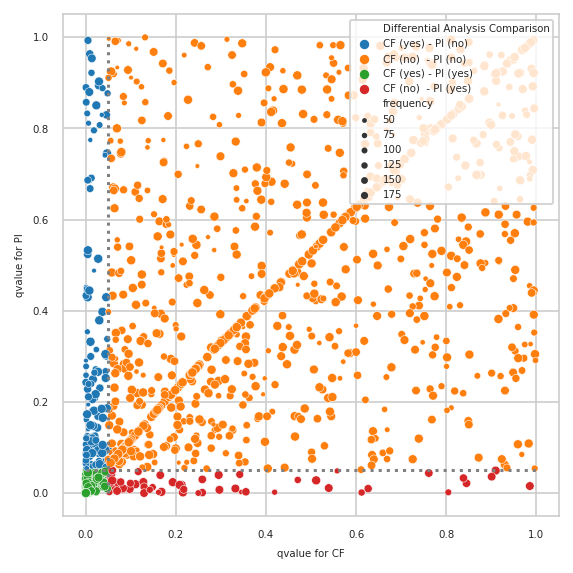 Differential Analysis Comparison
CF (yes) - PI (no)
CF (no)  - PI (no)
CF (yes) - PI (yes)
CF (no)  - PI (yes)
frequency
50
75
100
125
150
175
1.0
0.8
0.6
0.4
0.2
0.0
qvalue for PI
0.0 0.2 0.4 0.6 0.8 1.0
qvalue for CF